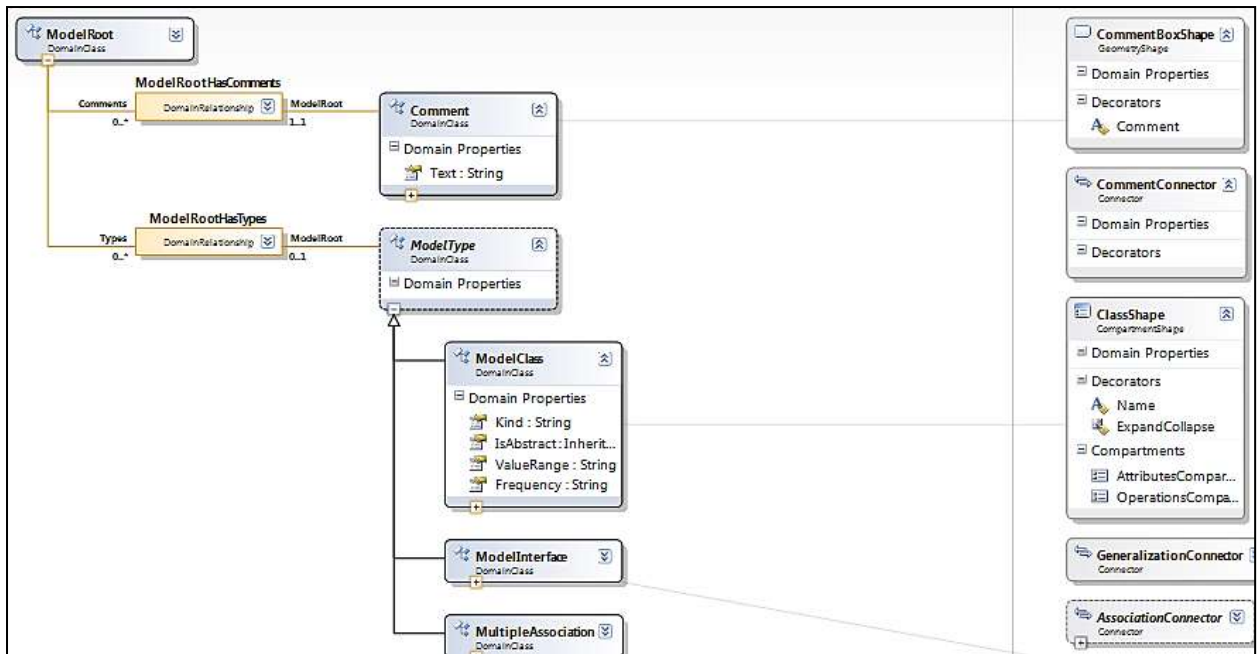 ModelRoot
DomainClass
ModelRootHasComments
Comments
DomainRelationship
ModelRoot
0..*
1..1
Comment
DomainClass
Domain Properties
Text : String
ModelRootHasTypes
Types
DomainRelationship
ModelRoot
0..*
0..1
ModelType
DomainClass
Domain Properties
ModelClass
DomainClass
Domain Properties
Kind : String
IsAbstract : Inherit...
ValueRange : String
Frequency : String
ModelInterface
DomainClass
MultipleAssociation
DomainClass
CommentBoxShape
GeometryShape
Domain Properties
Decorators
Comment
CommentConnector
Connector
Domain Properties
Decorators
ClassShape
CompartmentShape
Domain Properties
Decorators
Name
ExpandCollapse
Compartments
AttributesCompar...
OperationsCompa...
GeneralizationConnector
Connector
AssociationConnector
Connector